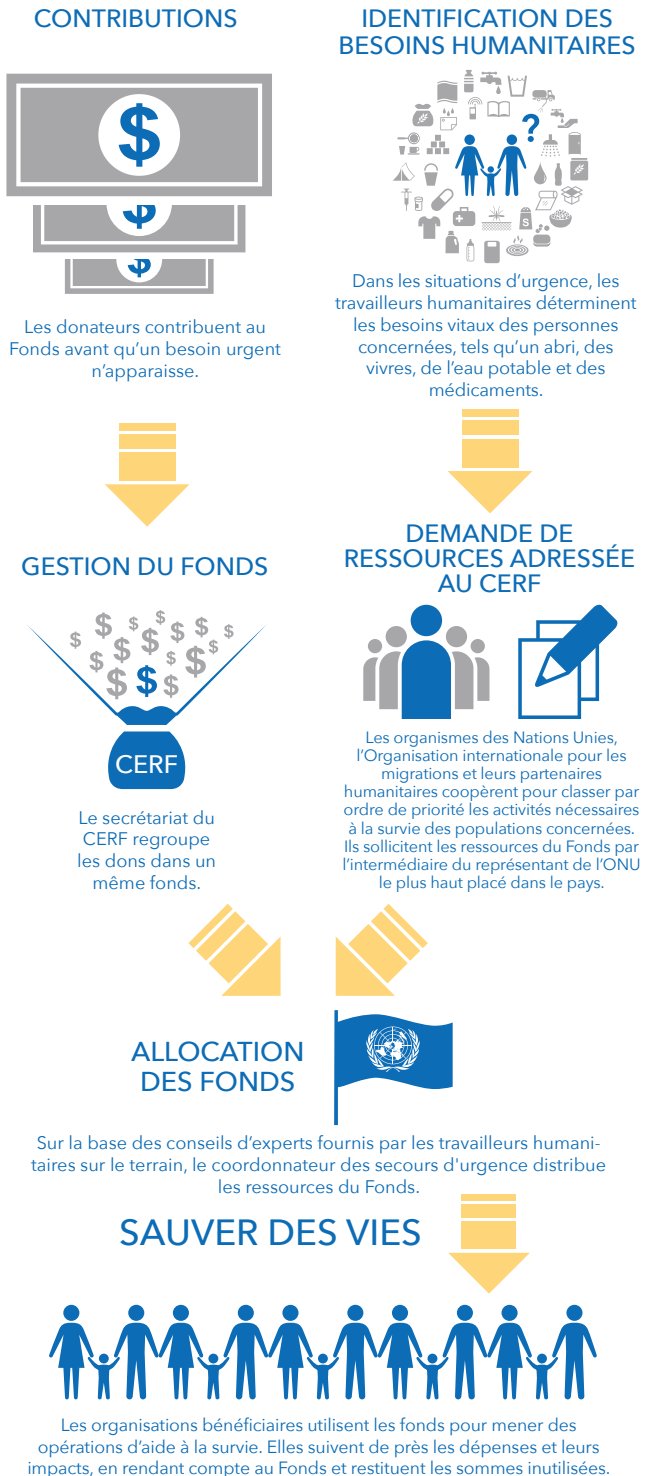 CONTRIBUTIONS
$
$
$
Les donateurs contribuent au
Fonds avant qu’un besoin urgent
n’apparaisse.
IDENTIFICATION DES
BESOINS HUMANITAIRES
?
S
Dans les situations d’urgence, les
travailleurs humanitaires déterminent
les besoins vitaux des personnes
concernées, tels qu’un abri, des
vivres, de l’eau potable et des
médicaments.
GESTION DU FONDS
$ $ $ $ $ $ $ $ $ $ $ $ $ $ $ $
CERF
Le secrétariat du
CERF regroupe
les dons dans un
même fonds.
DEMANDE DE
RESSOURCES ADRESSÉE
AU CERF
Les organismes des Nations Unies,
l’Organisation internationale pour les
migrations et leurs partenaires
humanitaires coopèrent pour classer par
ordre de priorité les activités nécessaires
à la survie des populations concernées.
Ils sollicitent les ressources du Fonds par
l’intermédiaire du représentant de l’ONU
le plus haut placé dans le pays.
ALLOCATION
DES FONDS
Sur la base des conseils d’experts fournis par les travailleurs humani-
taires sur le terrain, le coordonnateur des secours d'urgence distribue
les ressources du Fonds.
SAUVER DES VIES
Les organisations bénéficiaires utilisent les fonds pour mener des
opérations d’aide à la survie. Elles suivent de près les dépenses et leurs
impacts, en rendant compte au Fonds et restituent les sommes inutilisées.